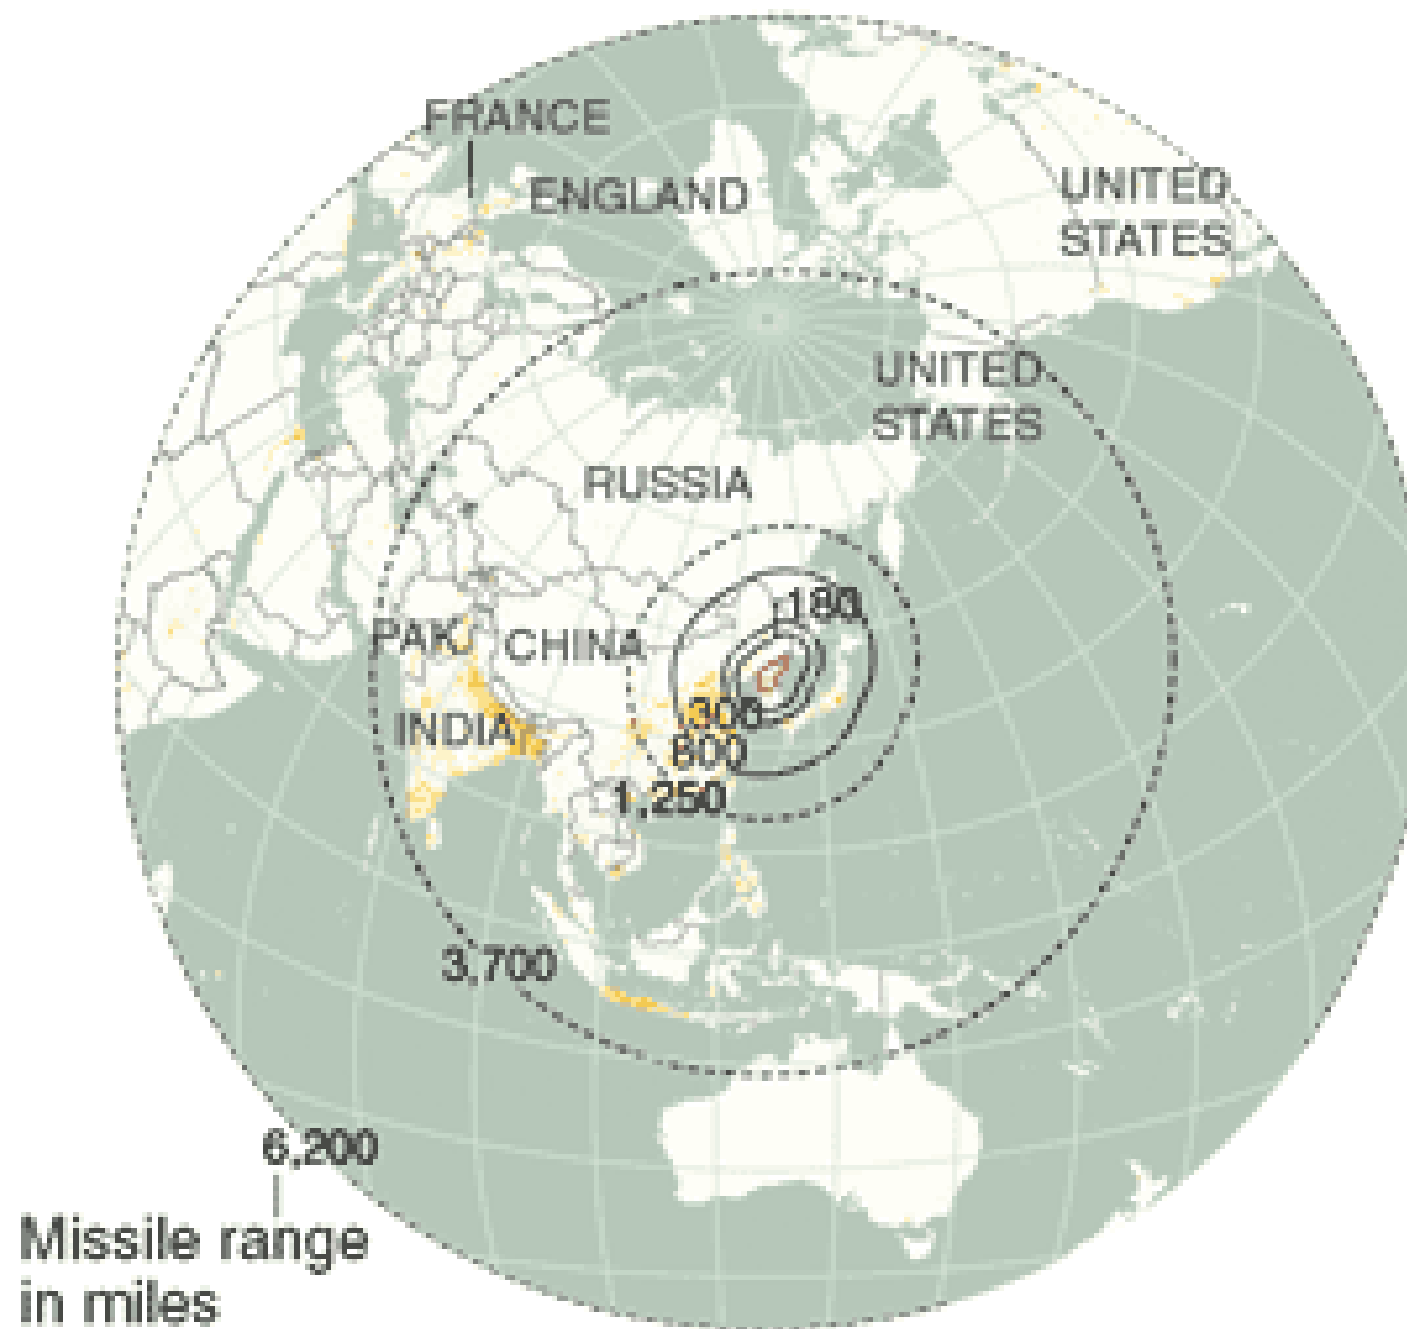 FRANCE
ENGLAND
UNITED
STATES
UNITED
STATES
RUSSIA
180
PAK.
CHINA
300
INDIA
800
1,250
3,700
6,200
Missile range
in miles